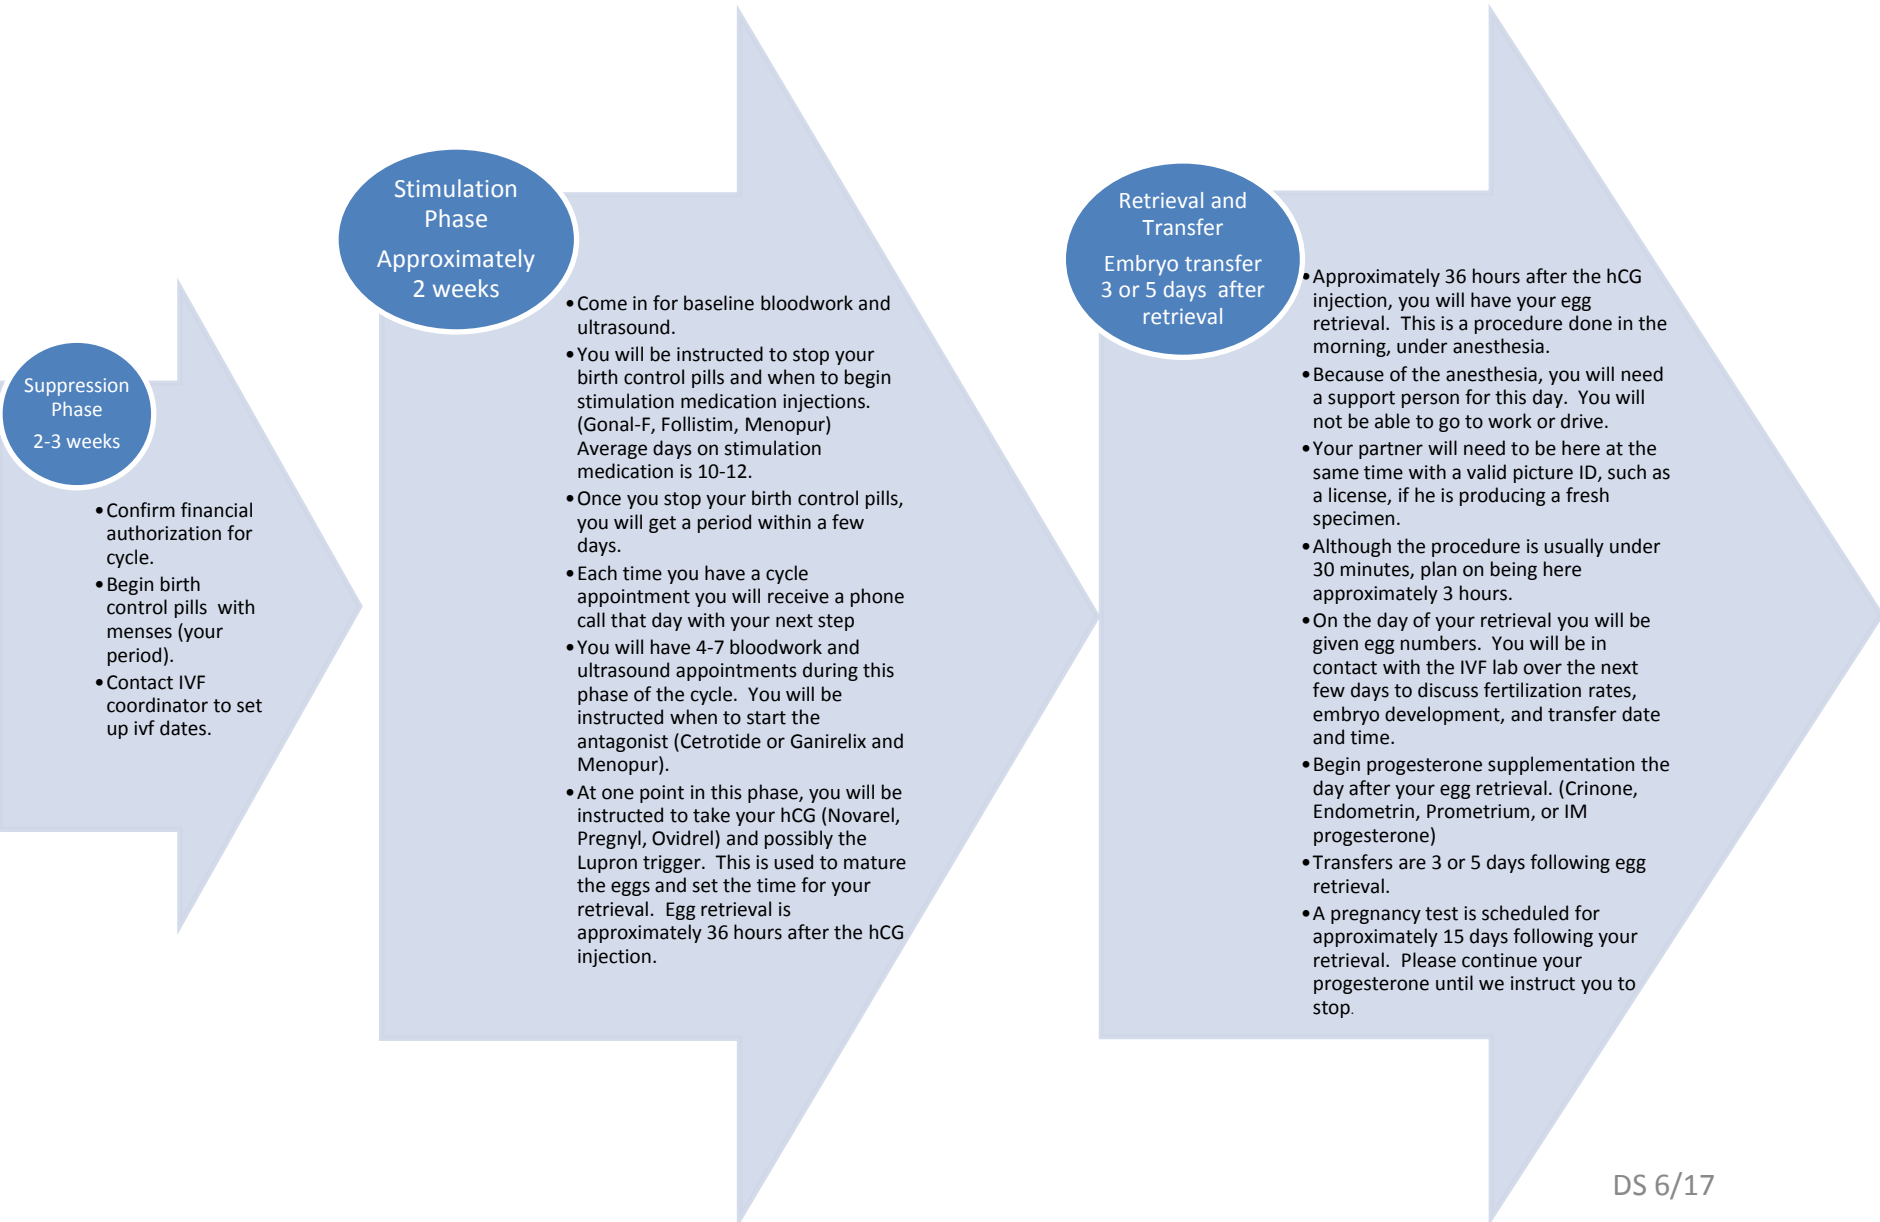 Suppression
Phase
2-3 weeks
•Confirm financial
authorization for
cycle.
•Begin birth
control pills  with
menses (your
period).
•Contact IVF
coordinator to set
up ivf dates.
Stimulation
Phase
Approximately
2 weeks
•Come in for baseline bloodwork and
ultrasound.
•You will be instructed to stop your
birth control pills and when to begin
stimulation medication injections.
(Gonal-F, Follistim, Menopur)
Average days on stimulation
medication is 10-12.
•Once you stop your birth control pills,
you will get a period within a few
days.
•Each time you have a cycle
appointment you will receive a phone
call that day with your next step
•You will have 4-7 bloodwork and
ultrasound appointments during this
phase of the cycle.  You will be
instructed when to start the
antagonist (Cetrotide or Ganirelix and
Menopur).
•At one point in this phase, you will be
instructed to take your hCG (Novarel,
Pregnyl, Ovidrel) and possibly the
Lupron trigger.  This is used to mature
the eggs and set the time for your
retrieval.  Egg retrieval is
approximately 36 hours after the hCG
injection.
Retrieval and
Transfer
Embryo transfer
3 or 5 days  after
retrieval
•Approximately 36 hours after the hCG
injection, you will have your egg
retrieval.  This is a procedure done in the
morning, under anesthesia.
•Because of the anesthesia, you will need
a support person for this day.  You will
not be able to go to work or drive.
•Your partner will need to be here at the
same time with a valid picture ID, such as
a license, if he is producing a fresh
specimen.
•Although the procedure is usually under
30 minutes, plan on being here
approximately 3 hours.
•On the day of your retrieval you will be
given egg numbers.  You will be in
contact with the IVF lab over the next
few days to discuss fertilization rates,
embryo development, and transfer date
and time.
•Begin progesterone supplementation the
day after your egg retrieval. (Crinone,
Endometrin, Prometrium, or IM
progesterone)
•Transfers are 3 or 5 days following egg
retrieval.
•A pregnancy test is scheduled for
approximately 15 days following your
retrieval.  Please continue your
progesterone until we instruct you to
stop.
DS 6/17